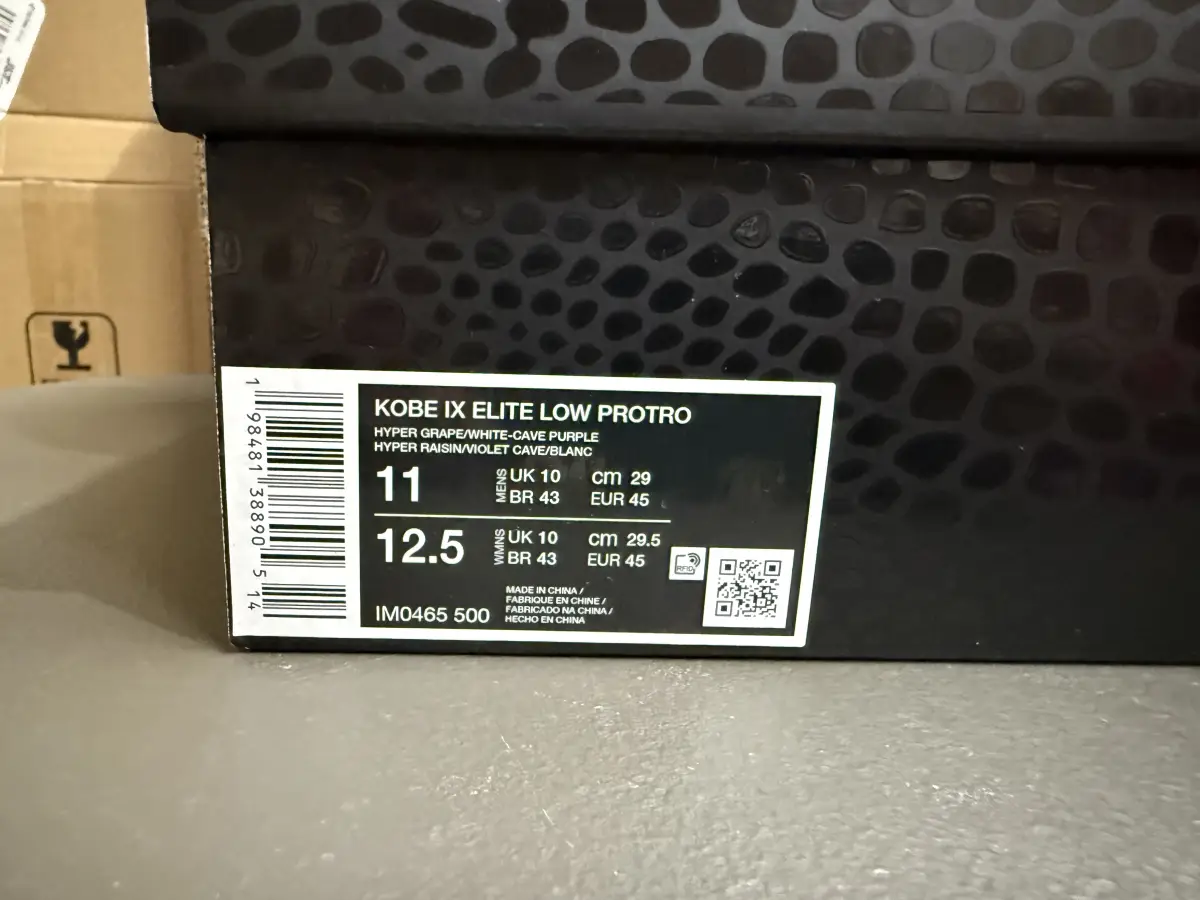 KOBE IX ELITE LOW PROTRO
HYPER GRAPE/WHITE-CAVE PURPLE
HYPER RAISIN/VIOLET CAVE/BLANC
11 MENS UK 10 cm 29
BR 43 EUR 45
12.5 WMNS UK 10 cm 29.5
BR 43 EUR 45
RFID
IM0465 500
MADE IN CHINA /
FABRIQUE EN CHINE /
FABRICADO NA CHINA /
HECHO EN CHINA
1 98481 38890 5 14